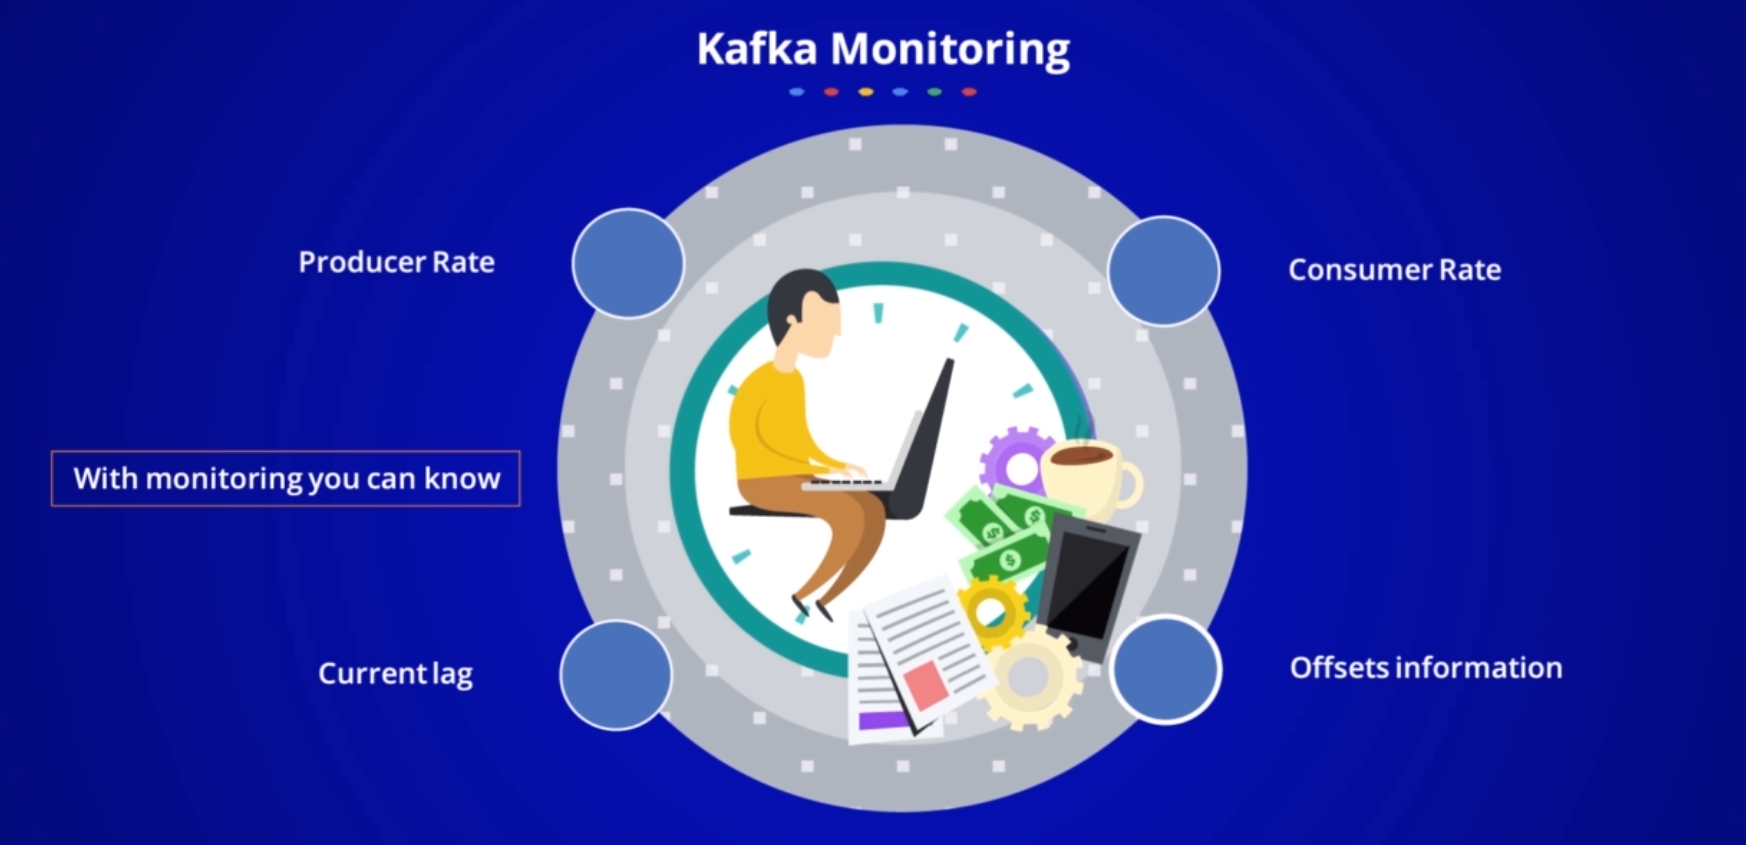 Kafka Monitoring
Producer Rate
Consumer Rate
With monitoring you can know
Current lag
Offsets information